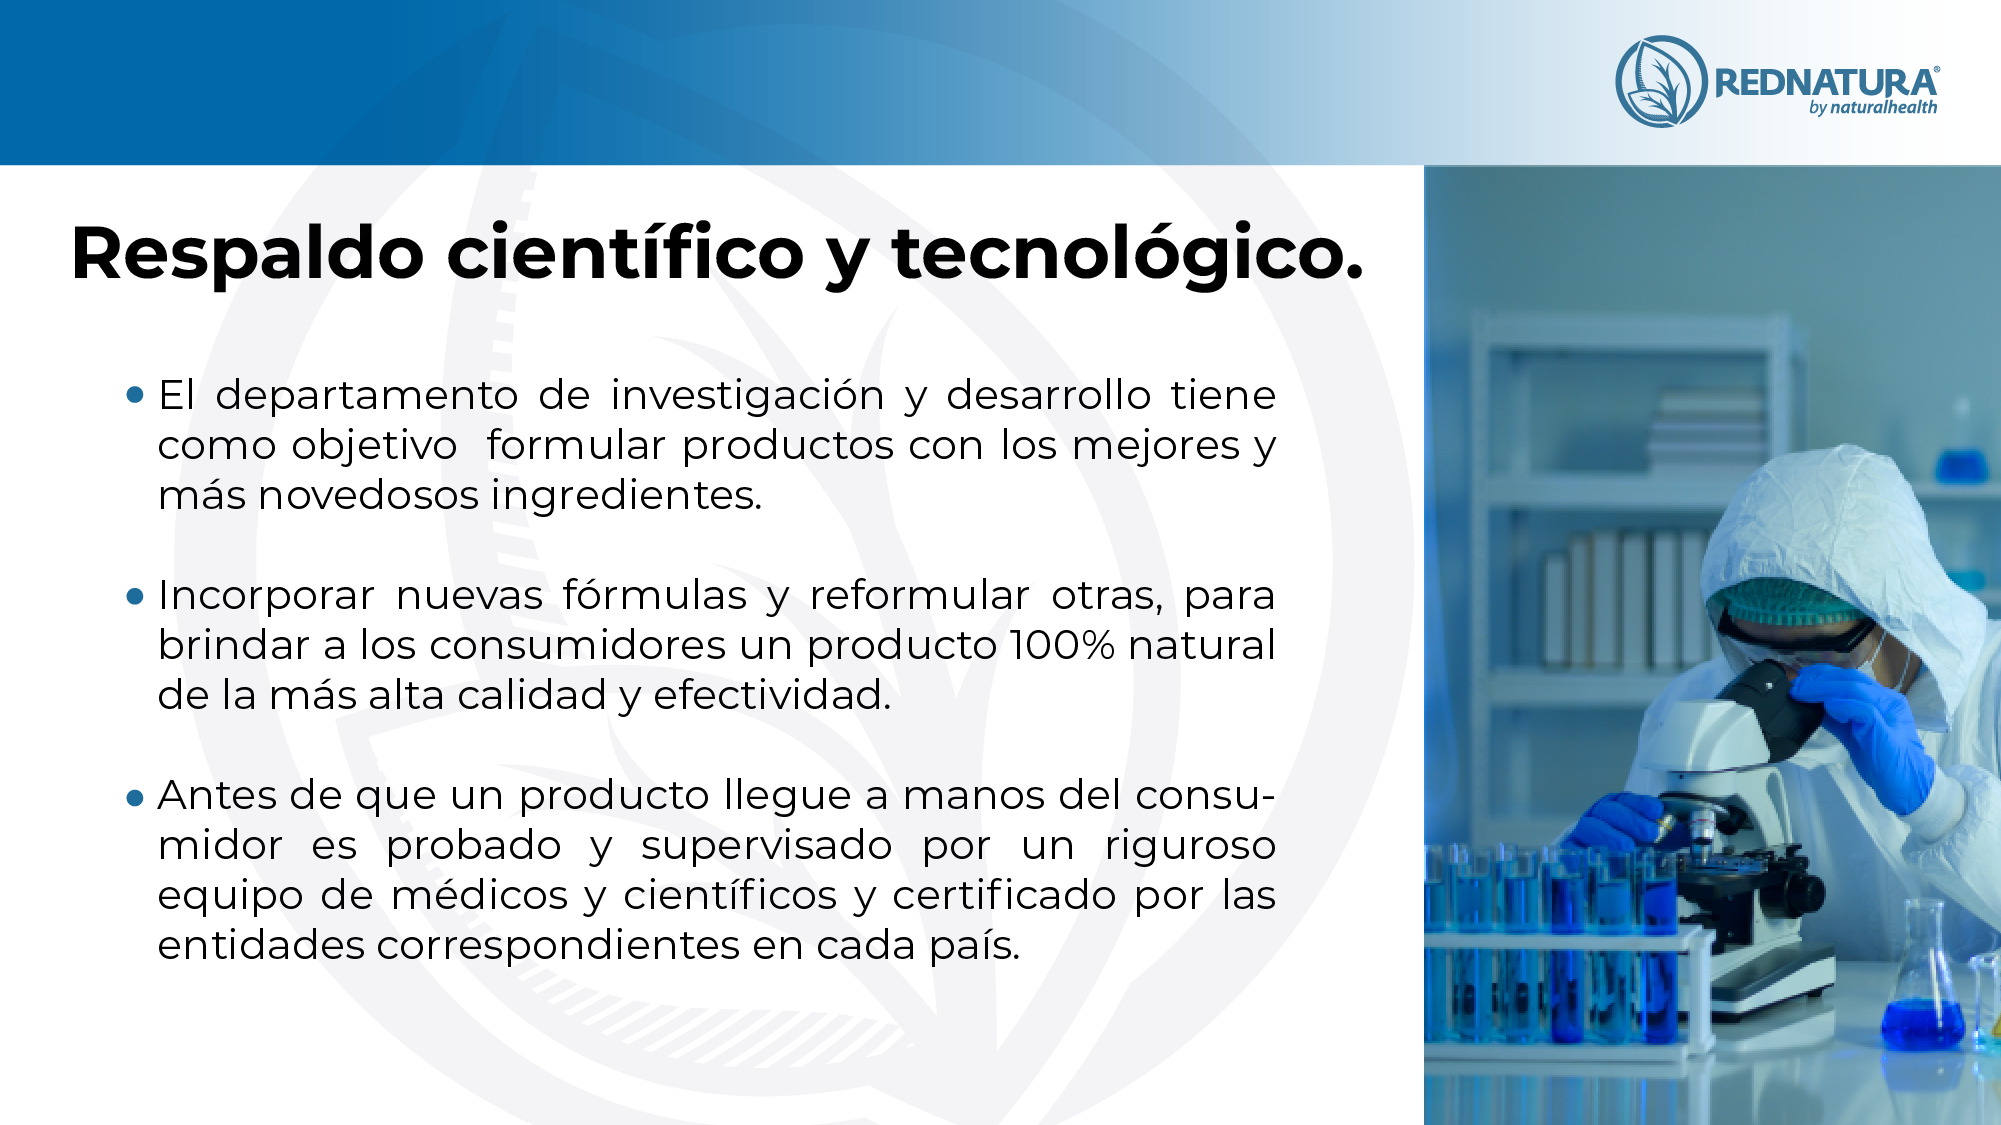 REDNATURA®
by naturalhealth
Respaldo científico y tecnológico.
• El departamento de investigación y desarrollo tiene
como objetivo formular productos con los mejores y
más novedosos ingredientes.
• Incorporar nuevas fórmulas y reformular otras, para
brindar a los consumidores un producto 100% natural
de la más alta calidad y efectividad.
• Antes de que un producto llegue a manos del consu-
midor es probado y supervisado por un riguroso
equipo de médicos y científicos y certificado por las
entidades correspondientes en cada país.